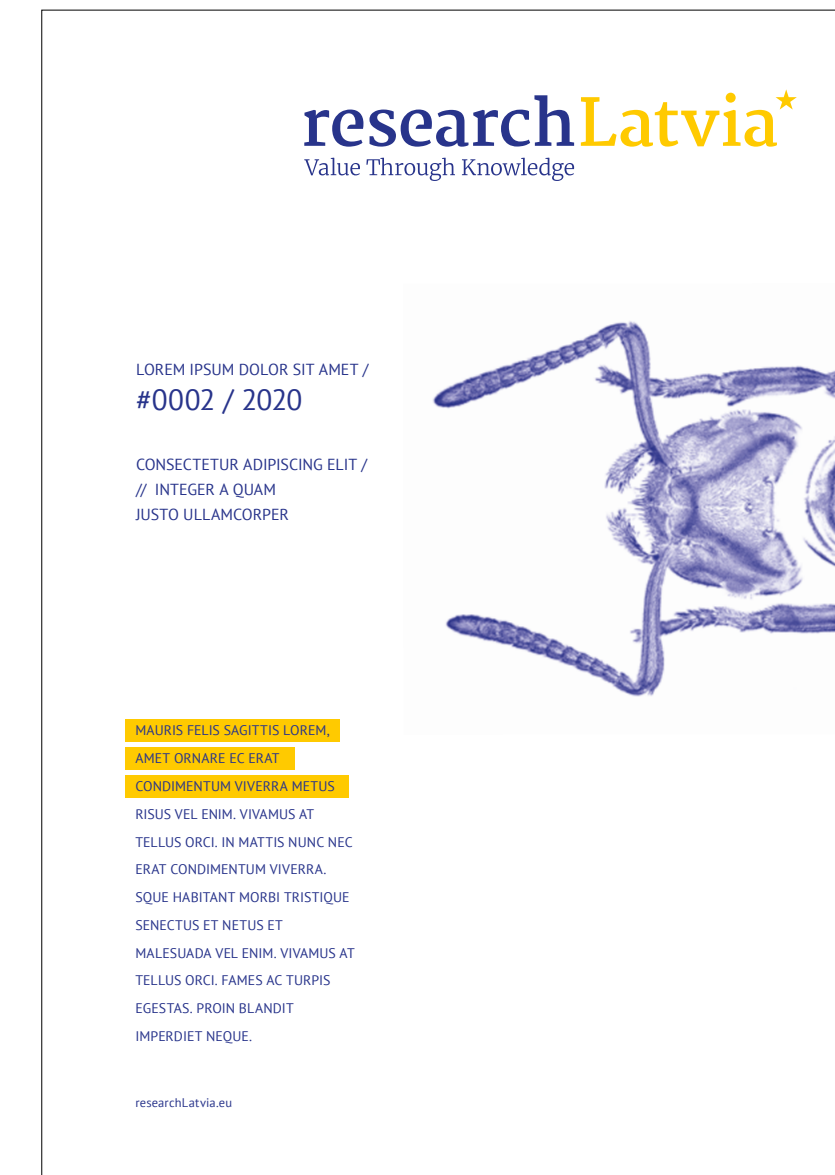 researchLatvia
Value Through Knowledge
LOREM IPSUM DOLOR SIT AMET /
#0002 / 2020
CONSECTETUR ADIPISCING ELIT /
// INTEGER A QUAM
JUSTO ULLAMCORPER
MAURIS FELIS SAGITTIS LOREM,
AMET ORNARE EC ERAT
CONDIMENTUM VIVERRA METUS
RISUS VEL ENIM. VIVAMUS AT
TELLUS ORCI. IN MATTIS NUNC NEC
ERAT CONDIMENTUM VIVERRA.
SQUE HABITANT MORBI TRISTIQUE
SENECTUS ET NETUS ET
MALESUADA VEL ENIM. VIVAMUS AT
TELLUS ORCI. FAMES AC TURPIS
EGESTAS. PROIN BLANDIT
IMPERDIET NEQUE.
researchLatvia.eu